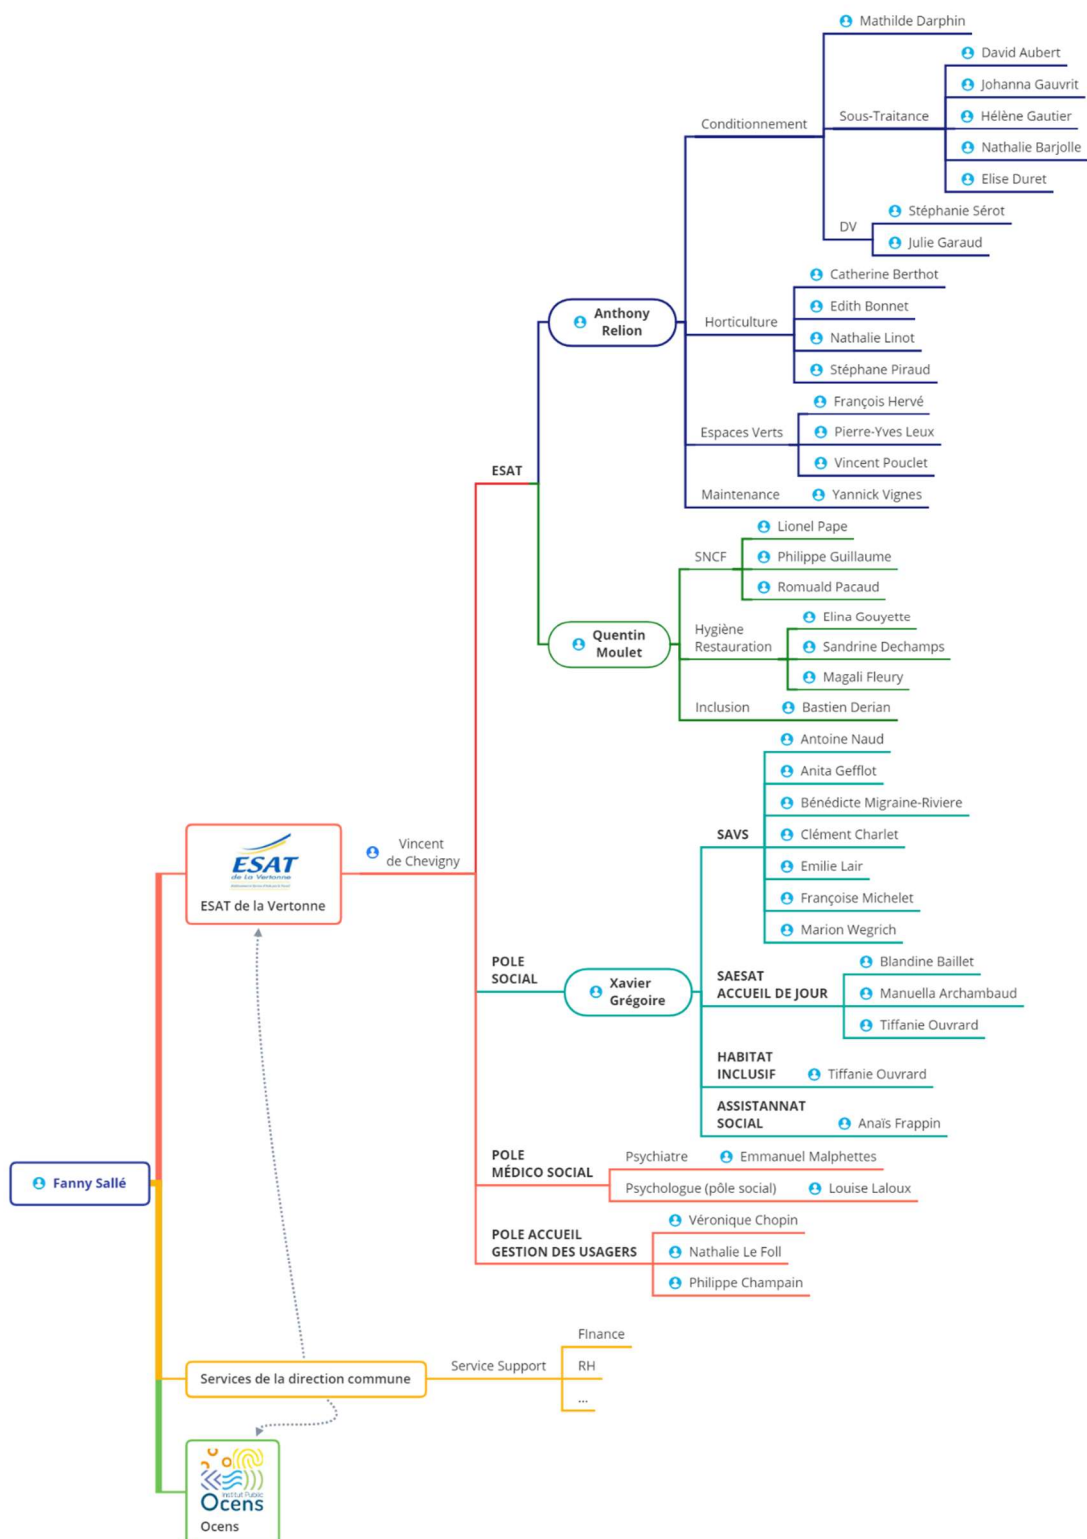 Mathilde Darphin
David Aubert
Johanna Gauvrit
Sous-Traitance
Hélène Gautier
Conditionnement
Nathalie Barjolle
Elise Duret
Stéphanie Sérot
DV
Julie Garaud
Catherine Berthot
Edith Bonnet
Anthony
Relion
Horticulture
Nathalie Linot
Stéphane Piraud
François Hervé
Espaces Verts
Pierre-Yves Leux
Vincent Pouclet
ESAT
Maintenance
Yannick Vignes
Lionel Pape
SNCF
Philippe Guillaume
Romuald Pacaud
Quentin
Moulet
Hygiène
Restauration
Elina Gouyette
Sandrine Dechamps
Magali Fleury
Inclusion
Bastien Derian
Antoine Naud
Anita Gefflot
Bénédicte Migraine-Riviere
SAVS
Clément Charlet
Emilie Lair
Françoise Michelet
Marion Wegrich
ESAT
de La Vertonne
ESAT de la Vertonne
Vincent
de Chevigny
POLE
SOCIAL
Xavier
Grégoire
SAESAT
ACCUEIL DE JOUR
Blandine Baillet
Manuella Archambaud
Tiffanie Ouvrard
HABITAT
INCLUSIF
Tiffanie Ouvrard
ASSISTANNAT
SOCIAL
Anaïs Frappin
POLE
MÉDICO SOCIAL
Psychiatre
Emmanuel Malphettes
Psychologue (pôle social)
Louise Laloux
Fanny Sallé
POLE ACCUEIL
GESTION DES USAGERS
Véronique Chopin
Nathalie Le Foll
Philippe Champain
Services de la direction commune
Service Support
FInance
RH
...
Institut Public
Ocens
Ocens